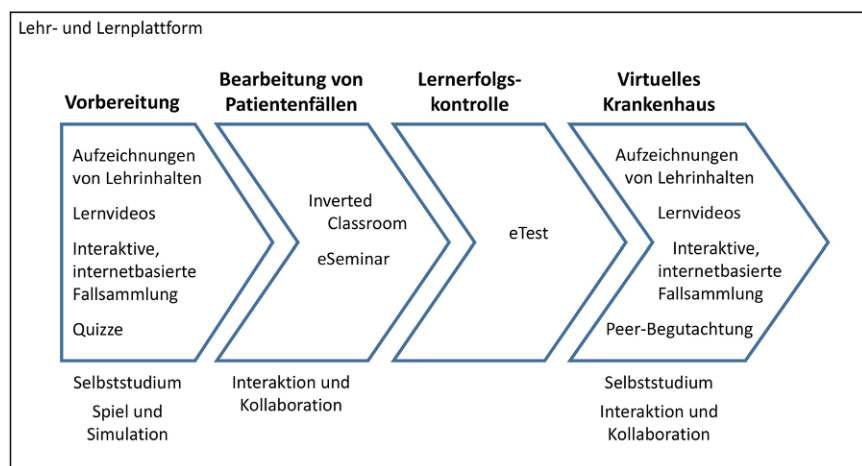 Lehr- und Lernplattform
Vorbereitung
Aufzeichnungen
von Lehrinhalten
Lernvideos
Interaktive,
internetbasierte
Fallsammlung
Quizze
Selbststudium
Spiel und
Simulation
Bearbeitung von
Patientenfällen
Inverted
Classroom
eSeminar
Interaktion und
Kollaboration
Lernerfolgs-
kontrolle
eTest
Virtuelles
Krankenhaus
Aufzeichnungen
von Lehrinhalten
Lernvideos
Interaktive,
internetbasierte
Fallsammlung
Peer-Begutachtung
Selbststudium
Interaktion und
Kollaboration